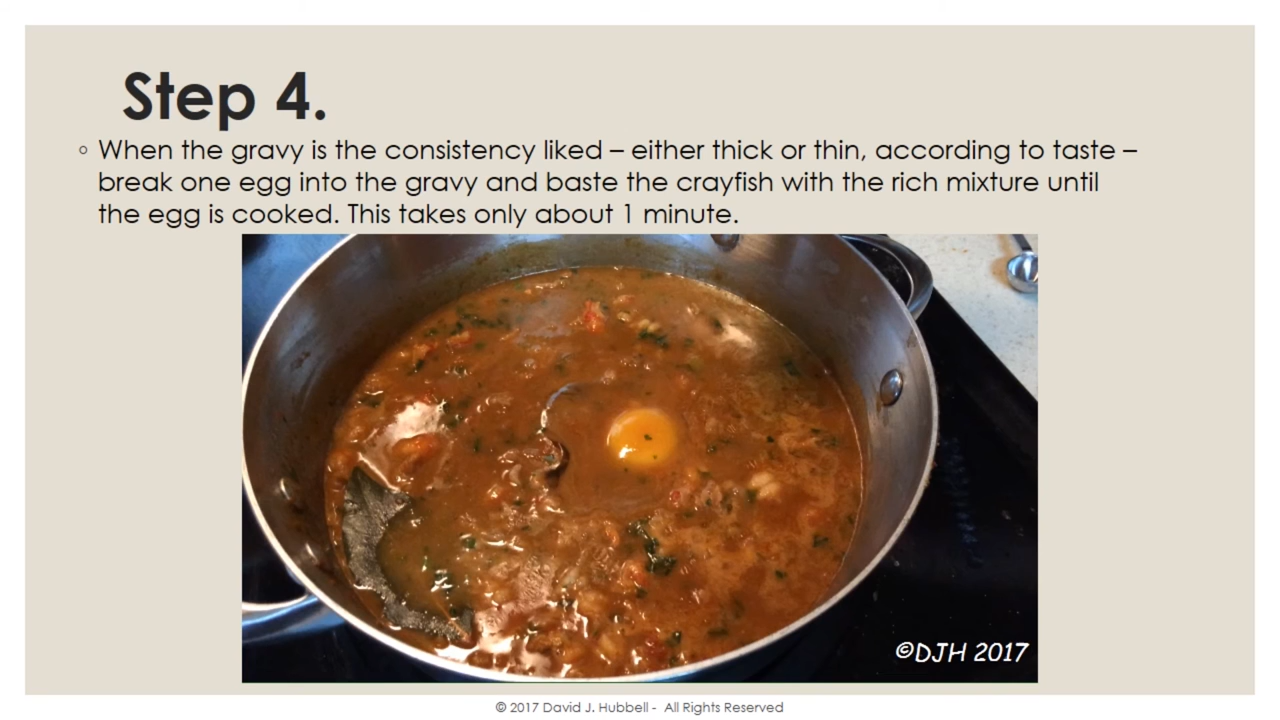 Step 4.
◦ When the gravy is the consistency liked – either thick or thin, according to taste –
break one egg into the gravy and baste the crayfish with the rich mixture until
the egg is cooked. This takes only about 1 minute.
©DJH 2017
© 2017 David J. Hubbell - All Rights Reserved